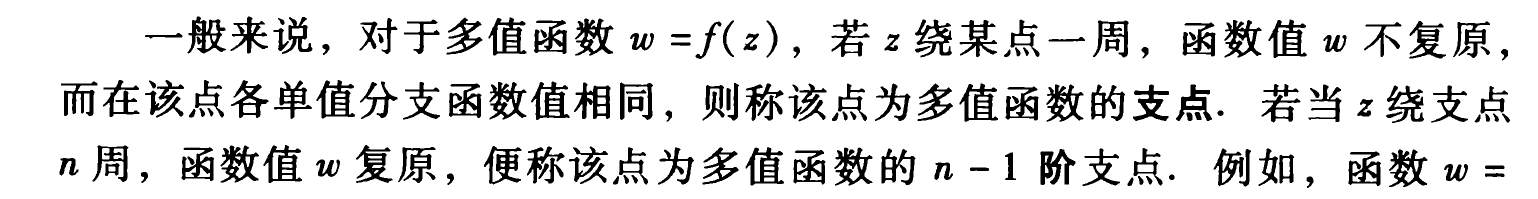 一般来说，对于多值函数 w = f(z)，若 z 绕某点一周，函数值 w 不复原，
而在该点各单值分支函数值相同，则称该点为多值函数的支点. 若当 z 绕支点
n 周，函数值 w 复原，便称该点为多值函数的 n - 1 阶支点. 例如，函数 w =